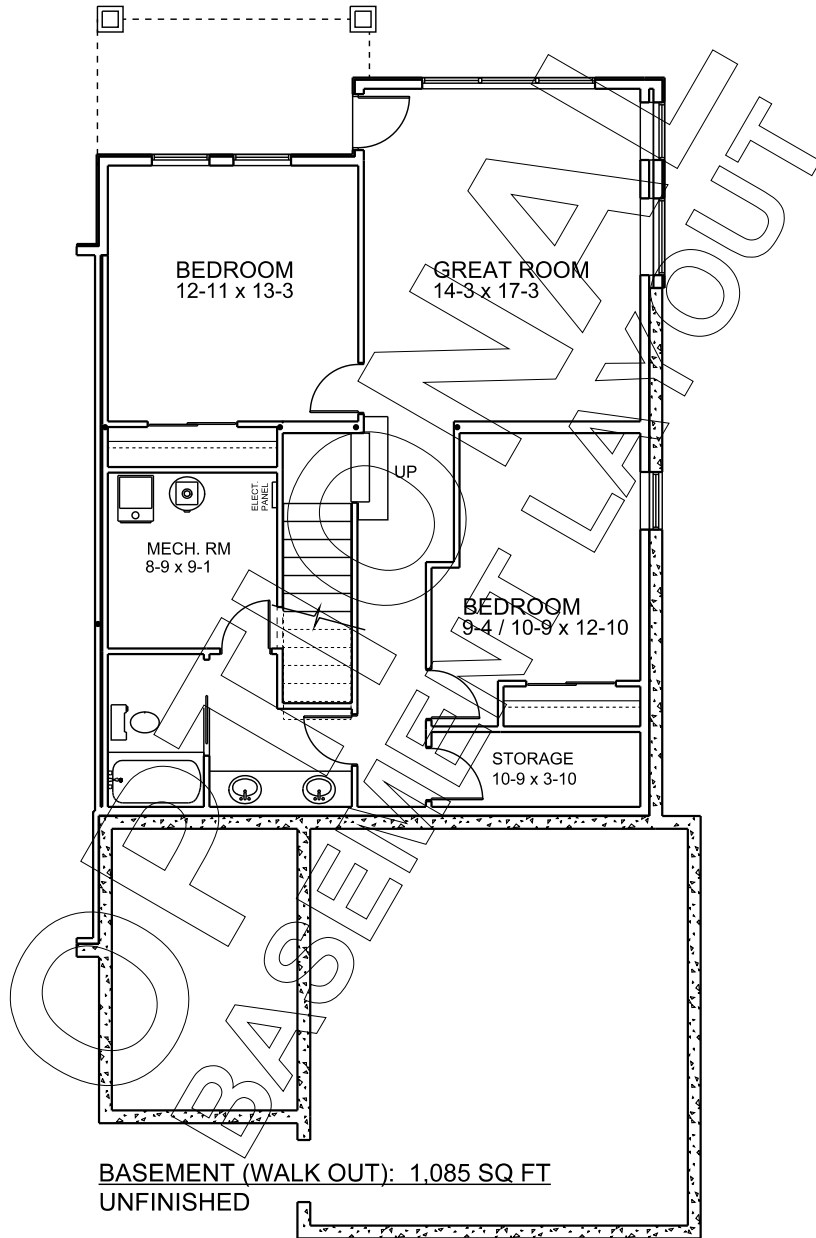 BEDROOM
12-11 x 13-3
GREAT ROOM
14-3 x 17-3
UP
ELECT.
PANEL
MECH. RM
8-9 x 9-1
BEDROOM
9-4 / 10-9 x 12-10
STORAGE
10-9 x 3-10
OPTIONAL
BASEMENT LAYOUT
BASEMENT (WALK OUT): 1,085 SQ FT
UNFINISHED